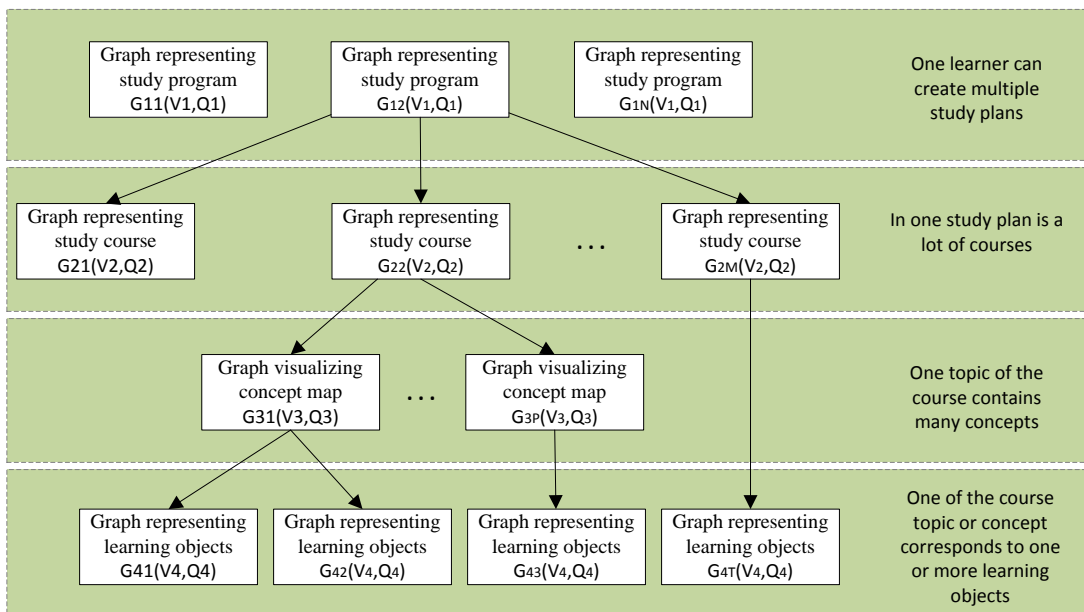 Graph representing
study program
G11(V1,Q1)
Graph representing
study program
G12(V1,Q1)
Graph representing
study program
G1N(V1,Q1)
One learner can
create multiple
study plans
Graph representing
study course
G21(V2,Q2)
Graph representing
study course
G22(V2,Q2)
...
Graph representing
study course
G2M(V2,Q2)
In one study plan is a
lot of courses
Graph visualizing
concept map
G31(V3,Q3)
...
Graph visualizing
concept map
G3P(V3,Q3)
One topic of the
course contains
many concepts
Graph representing
learning objects
G41(V4,Q4)
Graph representing
learning objects
G42(V4,Q4)
Graph representing
learning objects
G43(V4,Q4)
Graph representing
learning objects
G4T(V4,Q4)
One of the course
topic or concept
corresponds to one
or more learning
objects